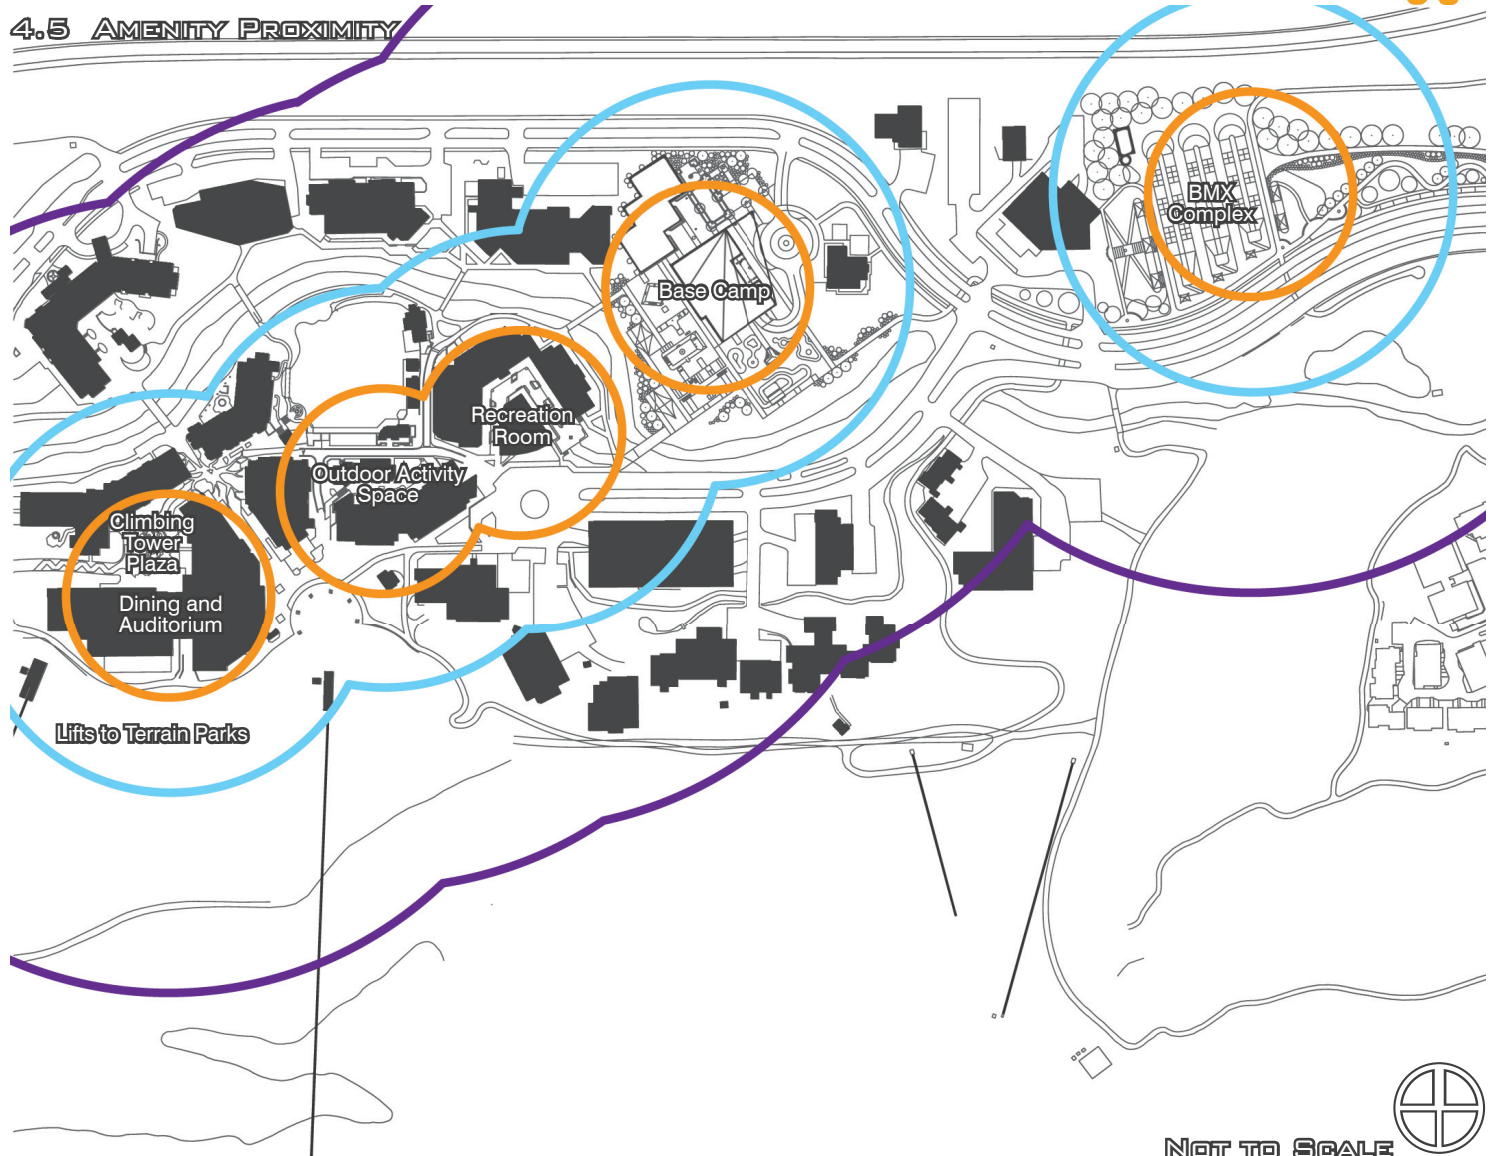 4.5 Amenity Proximity
BMX
Complex
Base Camp
Recreation
Room
Outdoor Activity
Space
Climbing
Tower
Plaza
Dining and
Auditorium
Lifts to Terrain Parks
Not to Scale